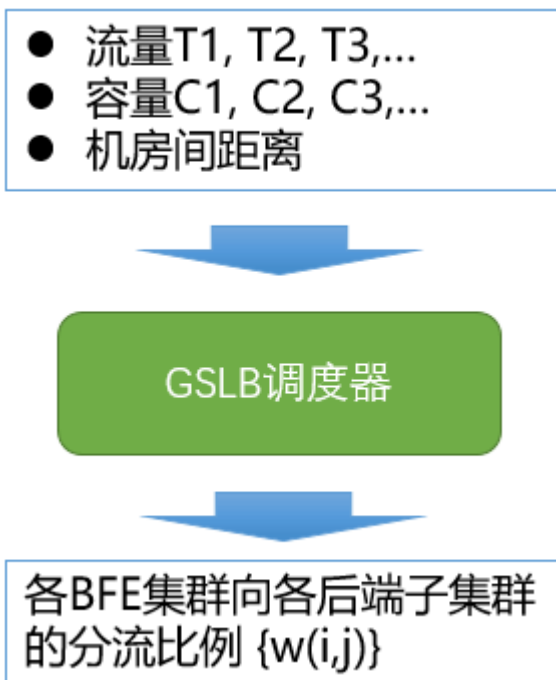 ● 流量T1, T2, T3,...
● 容量C1, C2, C3,...
● 机房间距离
GSLB调度器
各BFE集群向各后端子集群
的分流比例 {w(i,j)}